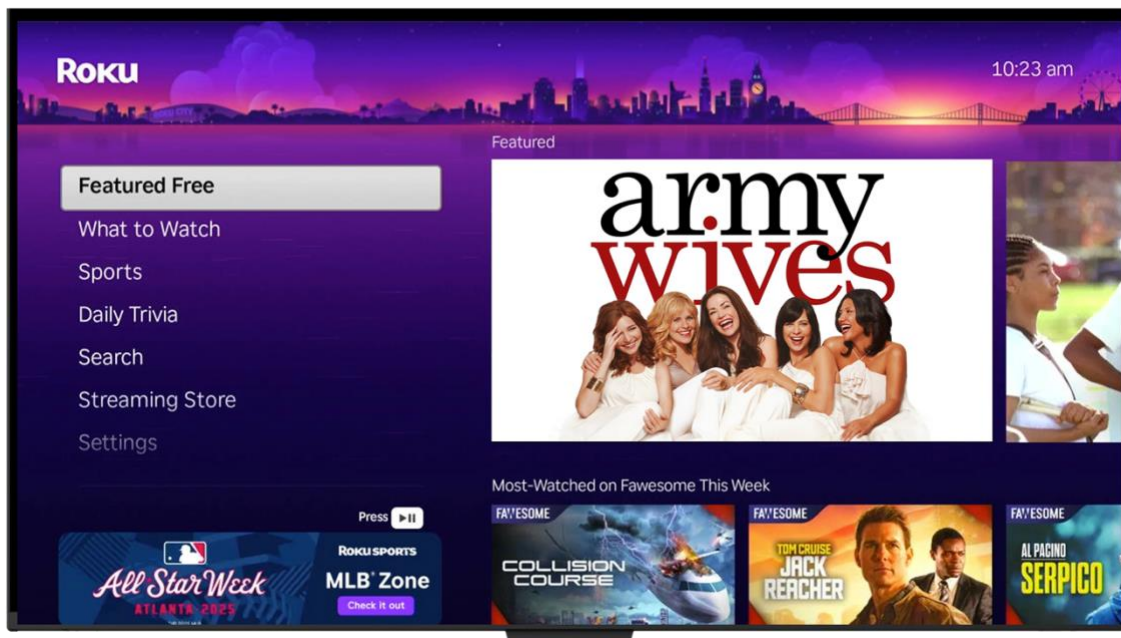 Roku
10:23 am
Featured Free
What to Watch
Sports
Daily Trivia
Search
Streaming Store
Settings
Press
All-Star Week
ATLANTA 2025
ROKU SPORTS
MLB® Zone
Check it out
Featured
army
wives
Most-Watched on Fawesome This Week
FAWESOME
COLLISION
COURSE
FAWESOME
TOM CRUISE
JACK
REACHER
FAWESOME
AL PACINO
SERPICO